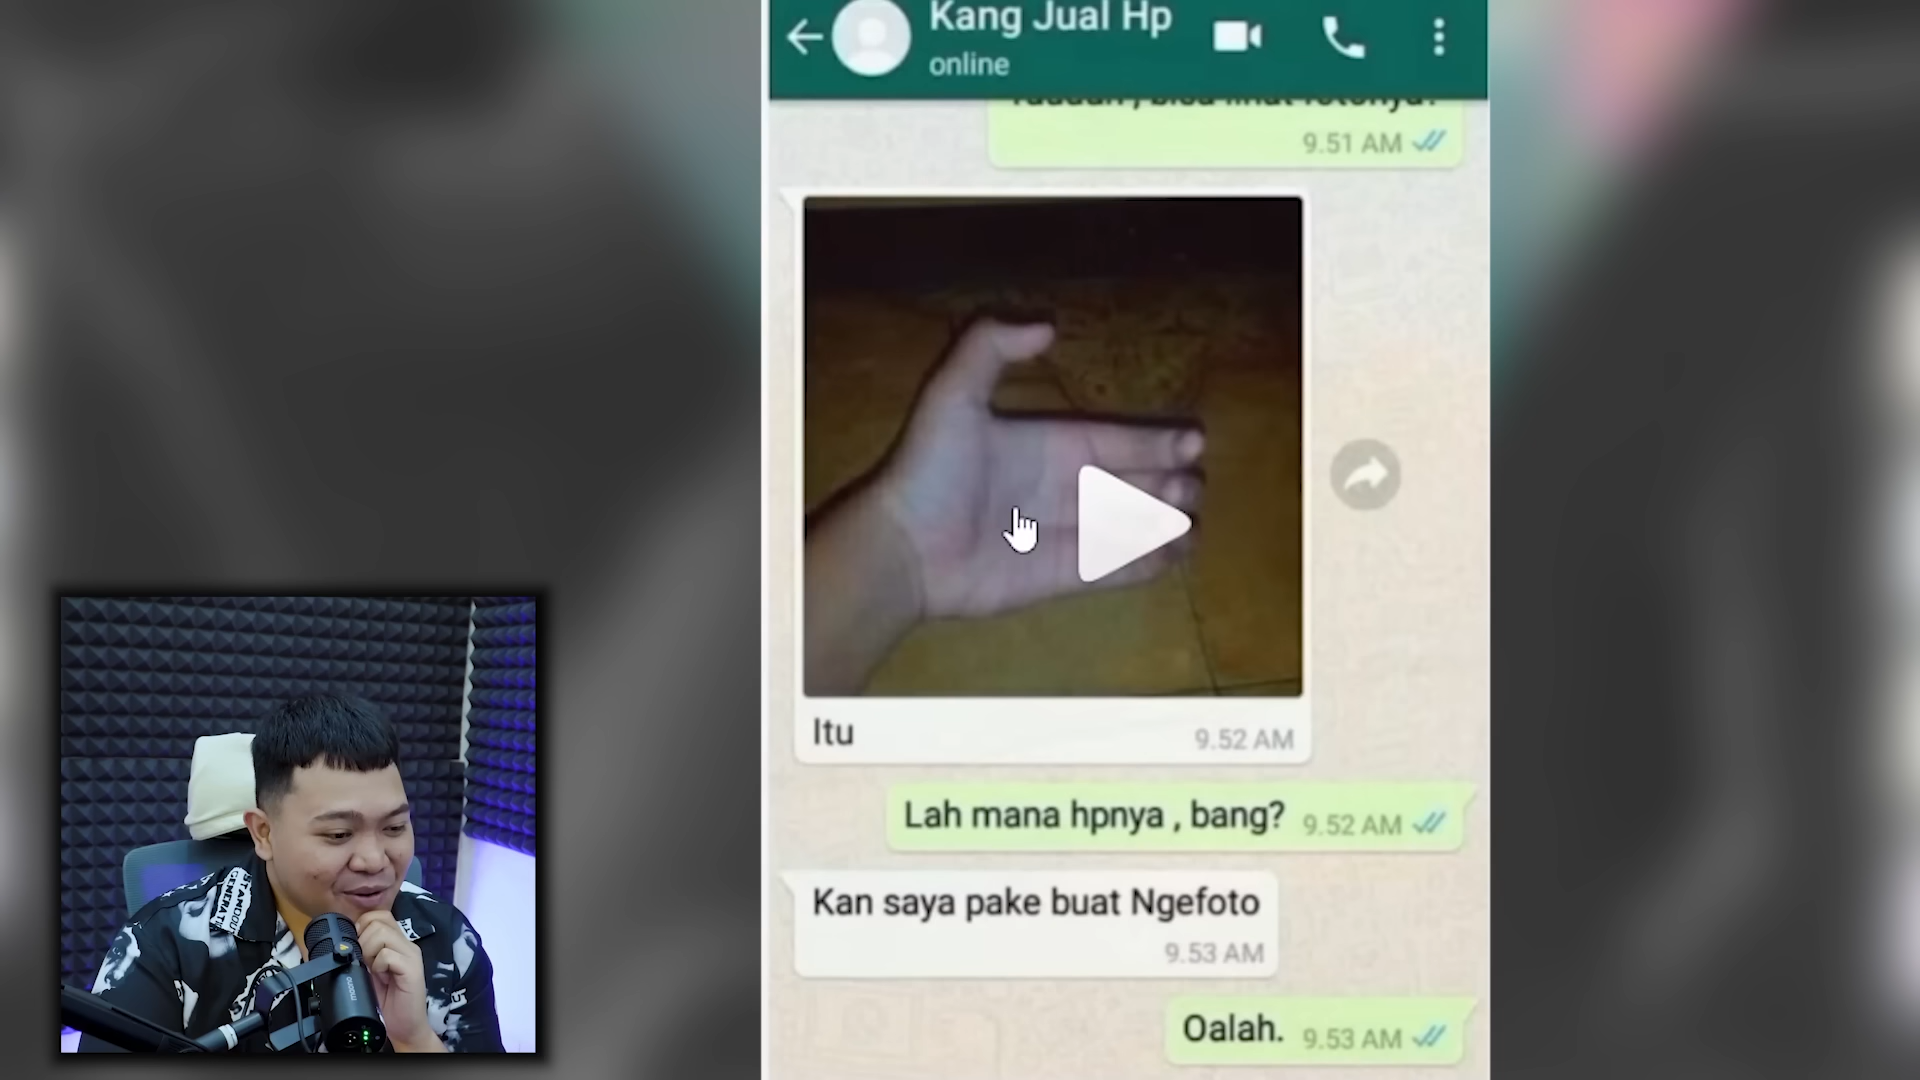 Kang Jual Hp
online
9.51 AM
Itu
9.52 AM
Lah mana hpnya , bang?
9.52 AM
Kan saya pake buat Ngefoto
9.53 AM
Oalah.
9.53 AM